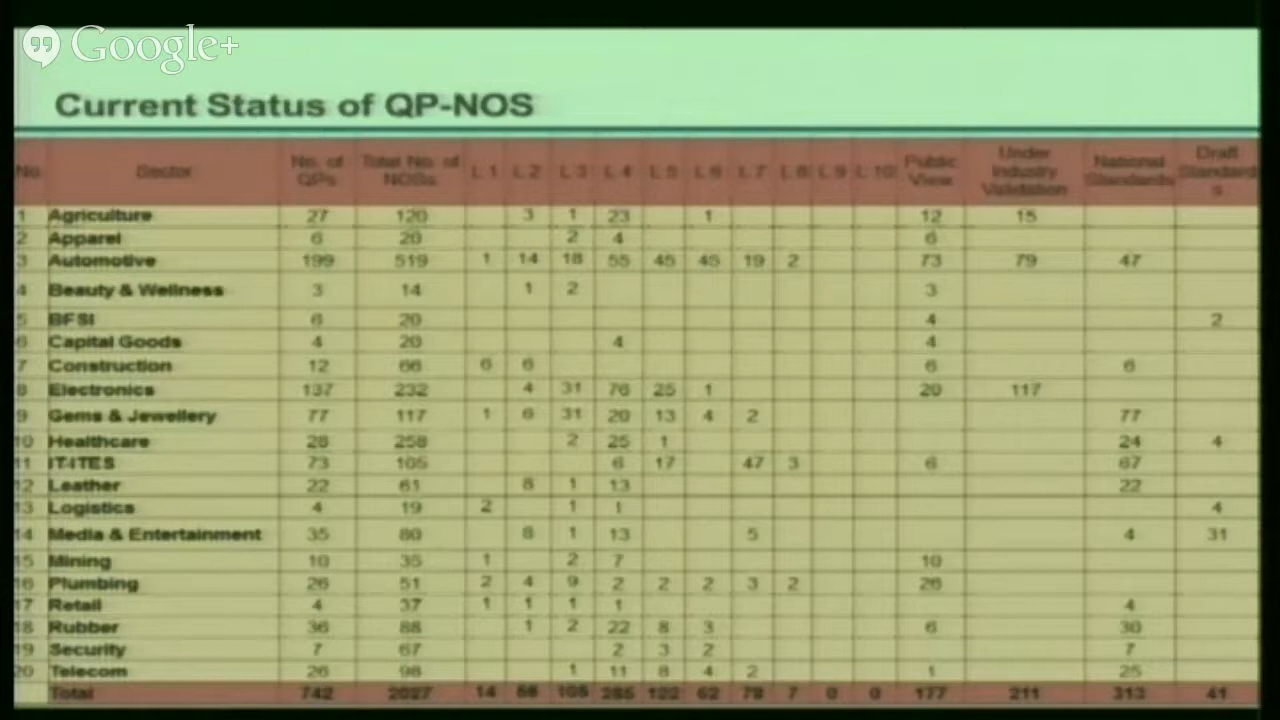 Google+
Current Status of QP-NOS
No. Sector No. of QPs Total No. of NOSs L 1 L 2 L 3 L 4 L 5 L 6 L 7 L 8 L 9 L 10 Public View Under Industry Validation National Standards Draft Standards
1 Agriculture 27 120 3 1 23 1 12 15
2 Apparel 6 20 2 4 6
3 Automotive 199 519 1 14 18 55 45 45 19 2 73 79 47
4 Beauty & Wellness 3 14 1 2 3
5 BFSI 6 20 4 2
6 Capital Goods 4 20 4 4
7 Construction 12 66 6 6 6 6
8 Electronics 137 232 4 31 76 25 1 20 117
9 Gems & Jewellery 77 117 1 6 31 20 13 4 2 77
10 Healthcare 28 258 2 25 1 24 4
11 IT-ITES 73 105 6 17 47 3 6 67
12 Leather 22 61 8 1 13 22
13 Logistics 4 19 2 1 1 4
14 Media & Entertainment 35 80 8 1 13 5 4 31
15 Mining 10 35 1 2 7 10
16 Plumbing 26 51 2 4 9 2 2 2 3 2 26
17 Retail 4 37 1 1 1 1 4
18 Rubber 36 88 1 2 22 8 3 6 30
19 Security 7 67 2 3 2 7
20 Telecom 26 98 1 11 8 4 2 1 25
Total 742 2027 14 58 285 122 62 78 7 0 0 177 211 313 41